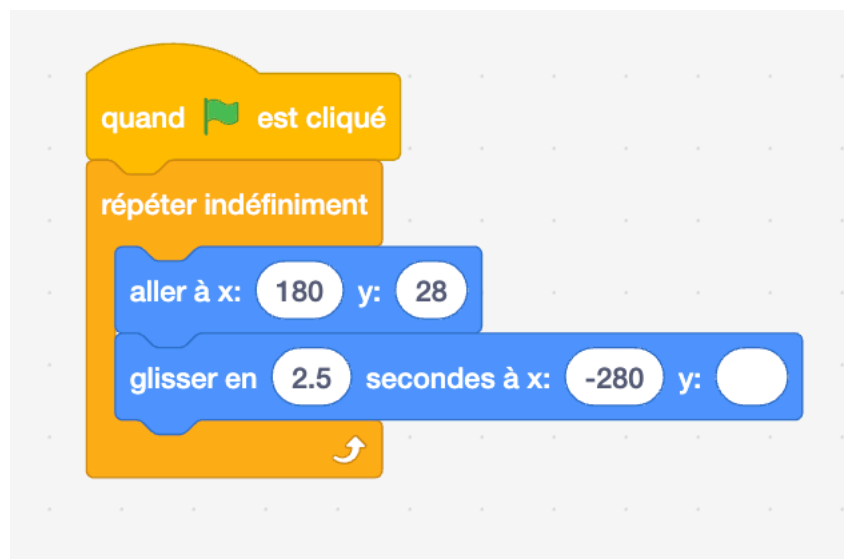 quand est cliqué
répéter indéfiniment
aller à x: 180 y: 28
glisser en 2.5 secondes à x: -280 y: